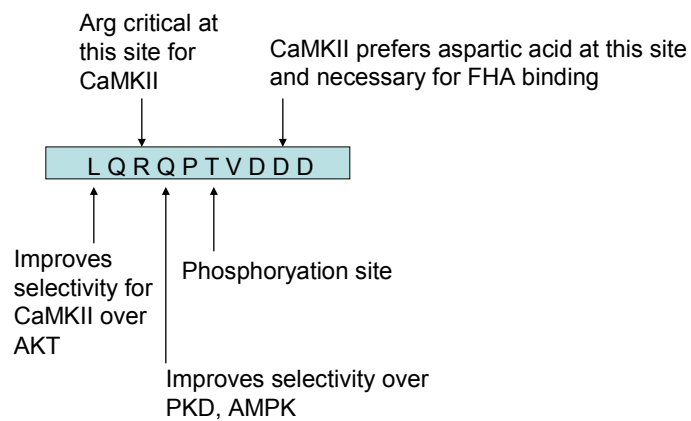 Arg critical at
this site for
CaMKII
CaMKII prefers aspartic acid at this site
and necessary for FHA binding
L Q R Q P T V D D D
Improves
selectivity for
CaMKII over
AKT
Phosphoryation site
Improves selectivity over
PKD, AMPK